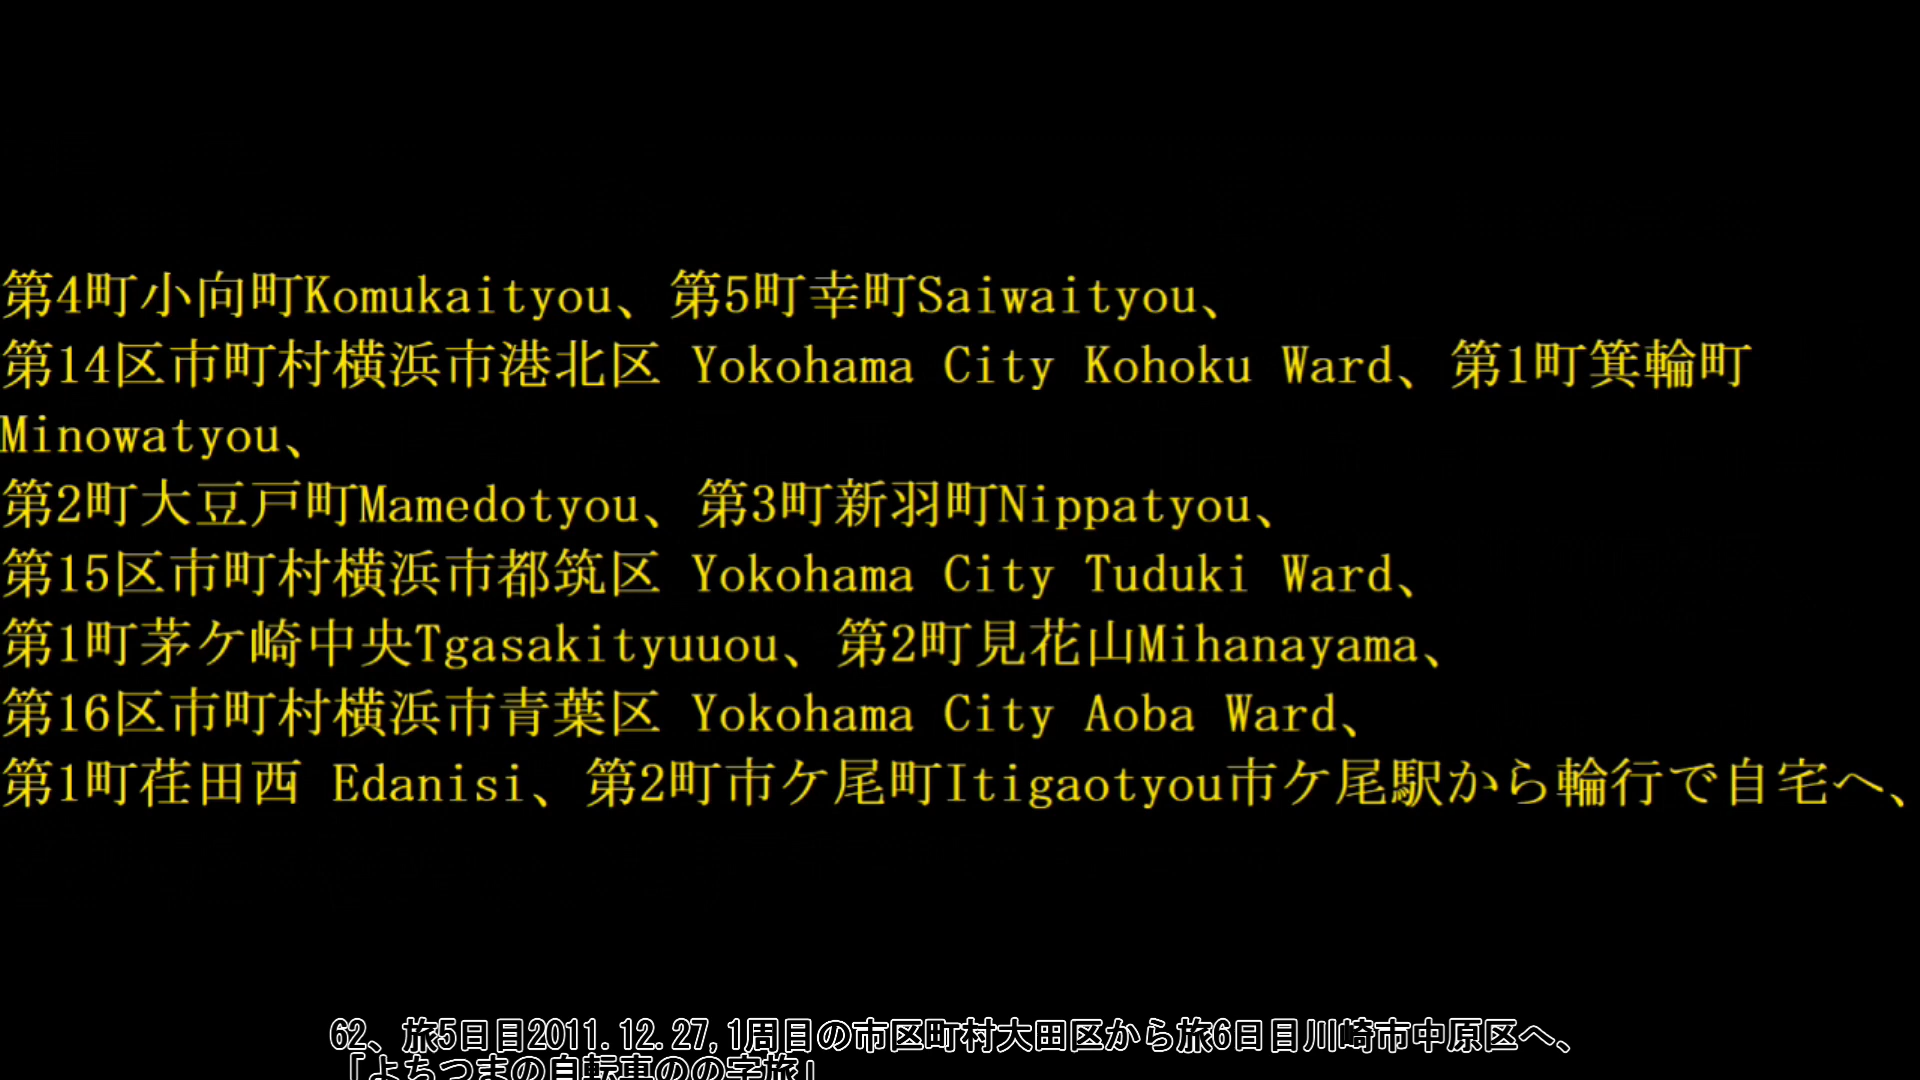 第4町小向町Komukaityou、第5町幸町Saiwaityou、
第14区市町村横浜市港北区 Yokohama City Kohoku Ward、第1町箕輪町
Minowatyou、
第2町大豆戸町Mamedotyou、第3町新羽町Nippatyou、
第15区市町村横浜市都筑区 Yokohama City Tuduki Ward、
第1町茅ケ崎中央Tgasakityuuou、第2町見花山Mihanayama、
第16区市町村横浜市青葉区 Yokohama City Aoba Ward、
第1町荏田西 Edanisi、第2町市ケ尾町Itigaotyou市ケ尾駅から輪行で自宅へ、
62、旅5日目2011.12.27,1周目の市区町村大田区から旅6日目川崎市中原区へ、
「よちつまの自転車のの字旅」